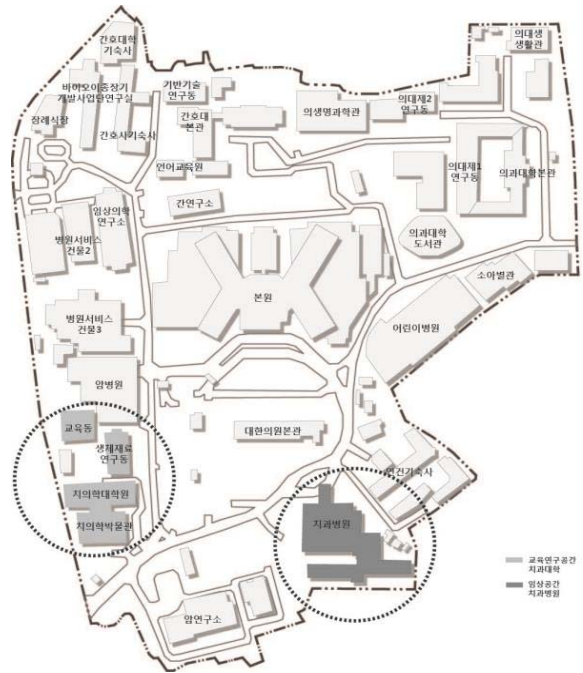 간호대학
기숙사
의대생
생활관
바이오이종장기
개발사업단연구실
기반기술
연구동
의대제2
연구동
의생명과학관
장례식장
간호사기숙사
간호대
본관
언어교육원
의대제1
연구동
의과대학본관
간연구소
임상의학
연구소
병원서비스
건물2
의과대학
도서관
소아별관
본원
병원서비스
건물3
어린이병원
암병원
교육동
대한의원본관
생체재료
연구동
연건기숙사
치의학대학원
치과병원
치의학박물관
교육연구공간
치과대학
임상공간
치과병원
암연구소